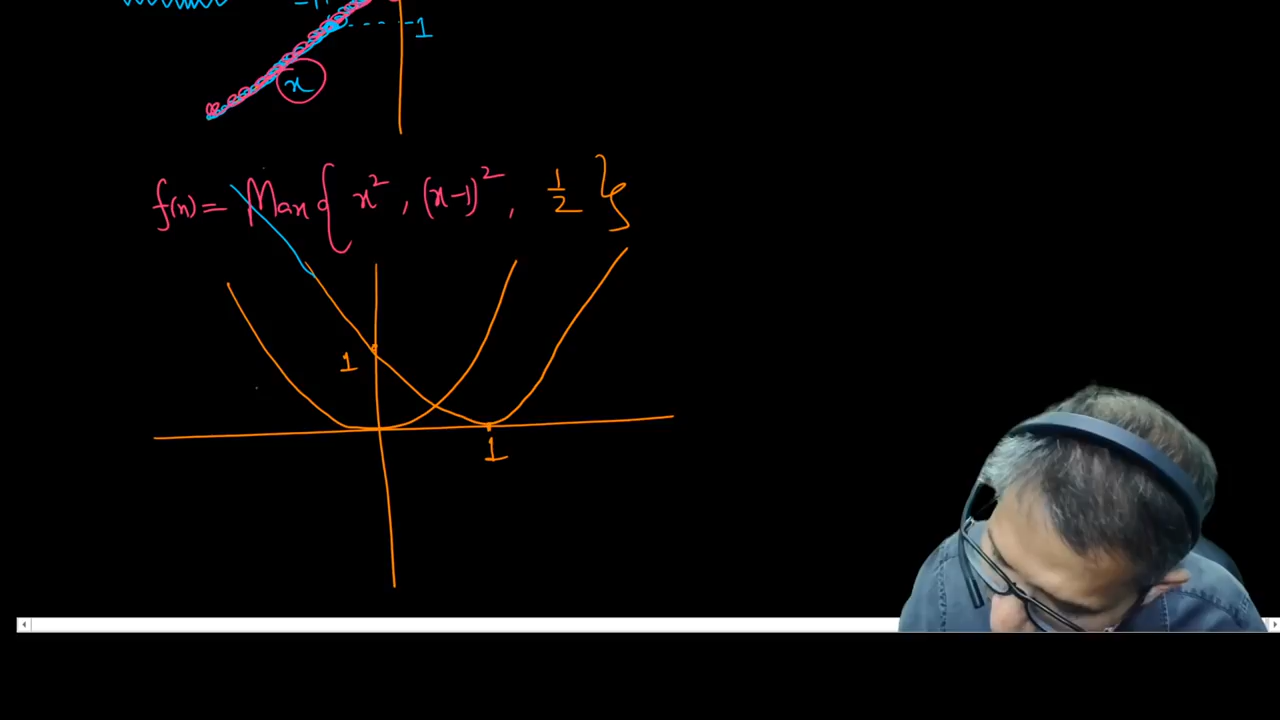 -1
x
f(x) = Max{ x², (x-1)², 1/2 }
1
1